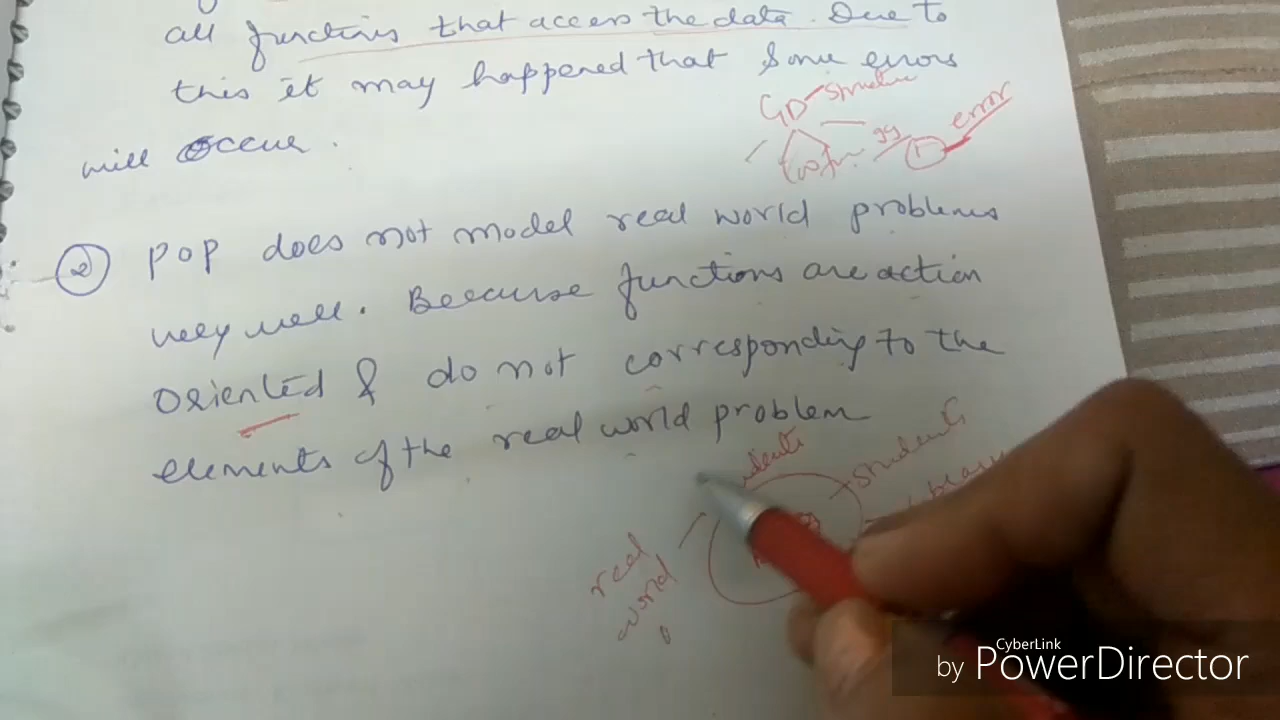 all functions that access the data. Due to
this it may happened that some errors
will occur.
GD structure
error
1
② POP does not model real world problems
very well. Because functions are action
oriented & do not corresponding to the
elements of the real world problem
students
real
world
CyberLink
by PowerDirector